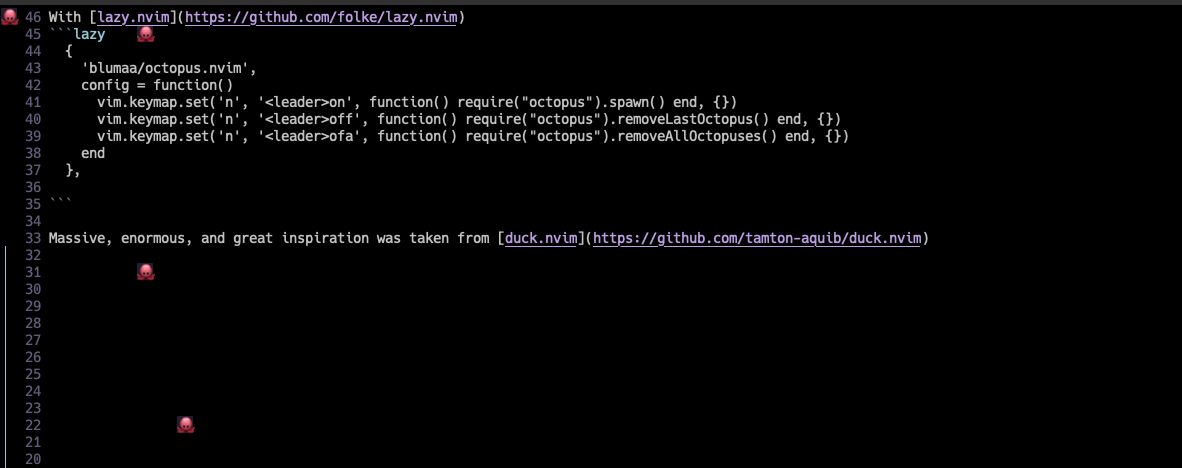 46 With [lazy.nvim](https://github.com/folke/lazy.nvim)
45 ```lazy
44   {
43     'blumaa/octopus.nvim',
42     config = function()
41       vim.keymap.set('n', '<leader>on', function() require("octopus").spawn() end, {})
40       vim.keymap.set('n', '<leader>off', function() require("octopus").removeLastOctopus() end, {})
39       vim.keymap.set('n', '<leader>ofa', function() require("octopus").removeAllOctopuses() end, {})
38     end
37   },
36
35 ```
34
33 Massive, enormous, and great inspiration was taken from [duck.nvim](https://github.com/tamton-aquib/duck.nvim)
32
31
30
29
28
27
26
25
24
23
22
21
20